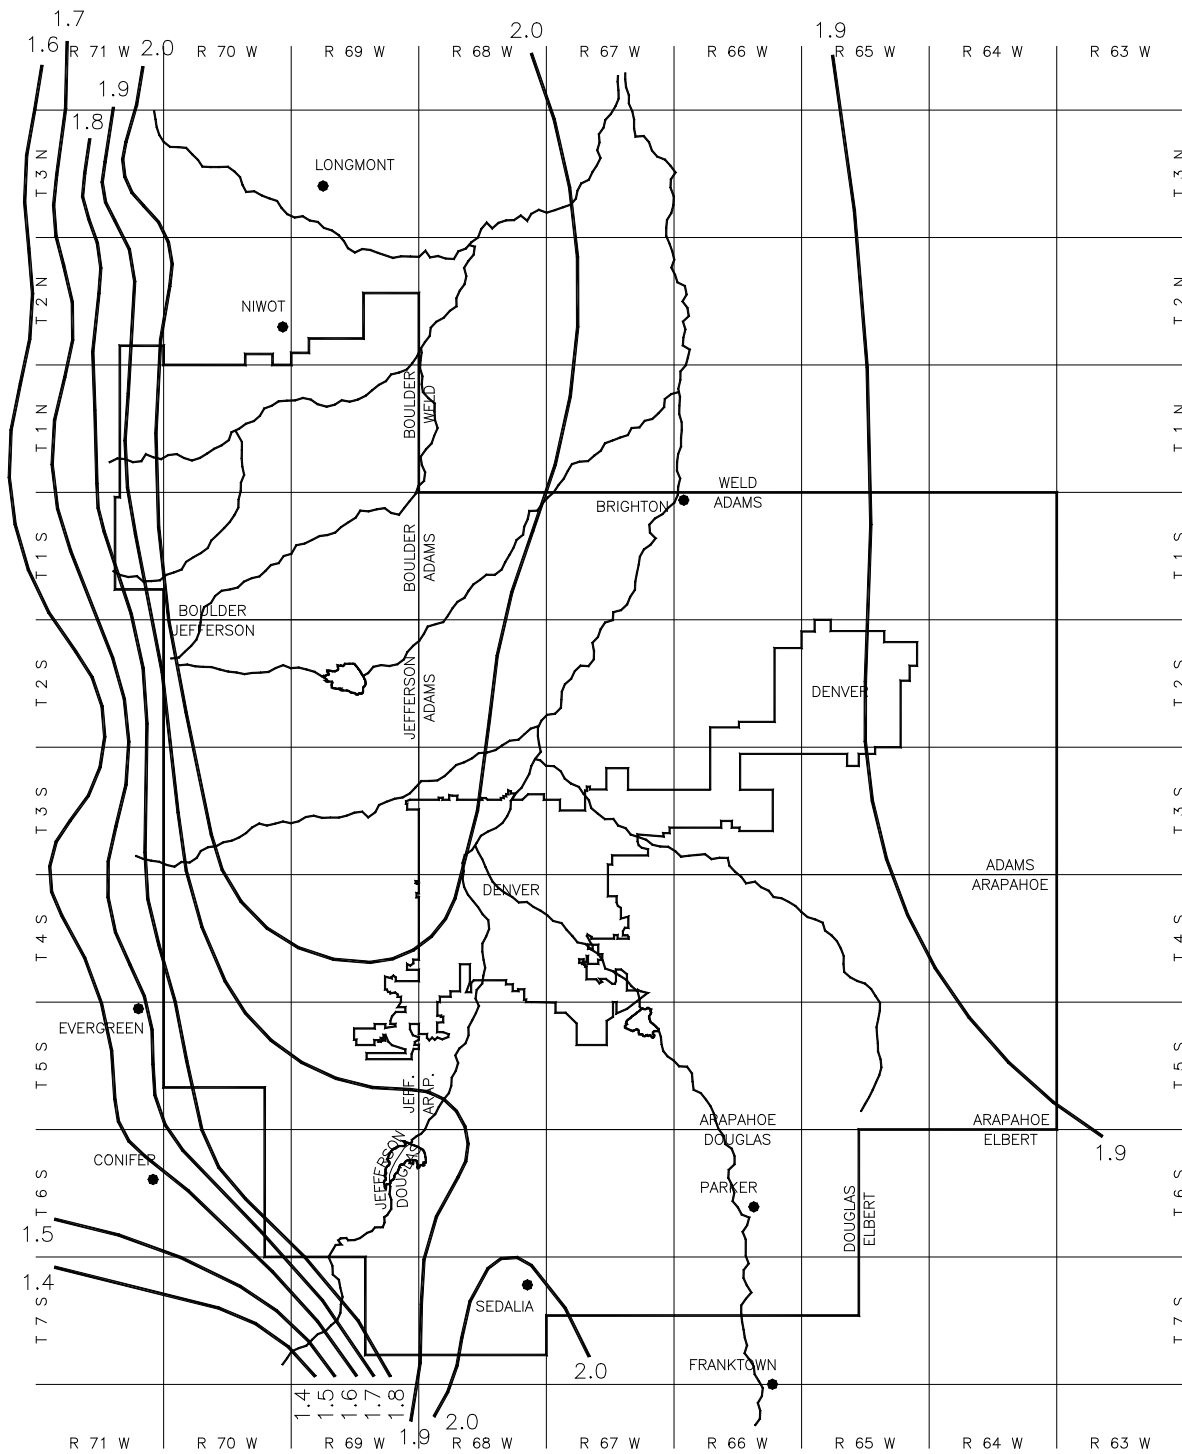 1.7
1.6
R 71 W
2.0
R 70 W
R 69 W
R 68 W
2.0
R 67 W
R 66 W
1.9
R 65 W
R 64 W
R 63 W
1.9
1.8
T 3 N
LONGMONT
T 3 N
T 2 N
NIWOT
T 2 N
T 1 N
BOULDER
WELD
T 1 N
WELD
BRIGHTON
ADAMS
T 1 S
BOULDER
ADAMS
T 1 S
BOULDER
JEFFERSON
T 2 S
JEFFERSON
ADAMS
DENVER
T 2 S
T 3 S
T 3 S
ADAMS
ARAPAHOE
DENVER
T 4 S
T 4 S
EVERGREEN
T 5 S
JEFF.
ARAP.
T 5 S
ARAPAHOE
DOUGLAS
ARAPAHOE
ELBERT
1.9
CONIFER
JEFFERSON
DOUGLAS
PARKER
T 6 S
DOUGLAS
ELBERT
T 6 S
1.5
1.4
T 7 S
SEDALIA
T 7 S
2.0
FRANKTOWN
1.4
1.5
1.6
1.7
1.8
1.9
2.0
R 71 W
R 70 W
R 69 W
R 68 W
R 67 W
R 66 W
R 65 W
R 64 W
R 63 W